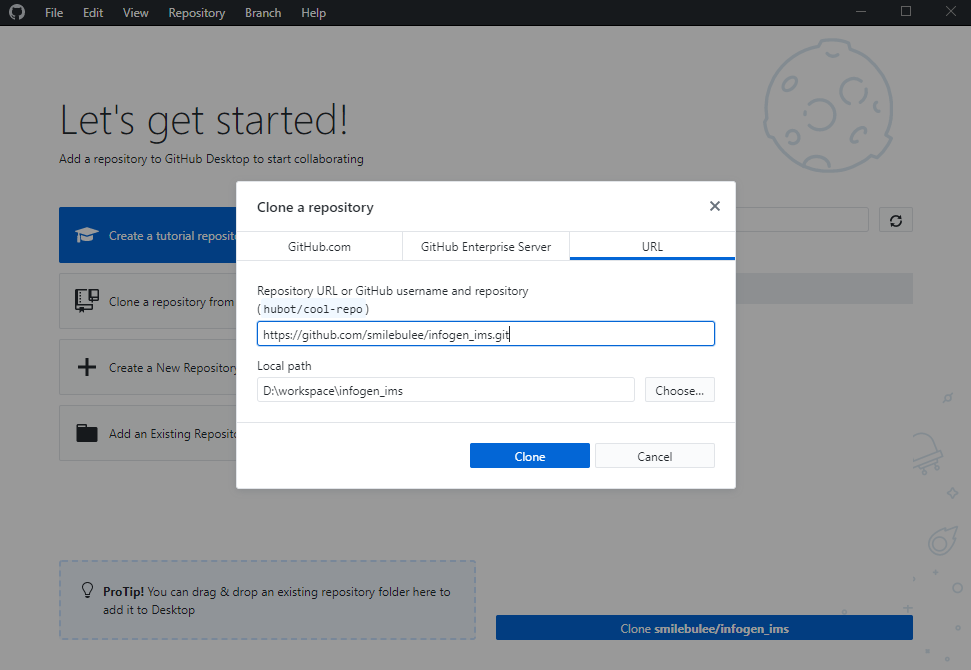 File Edit View Repository Branch Help
Let's get started!
Add a repository to GitHub Desktop to start collaborating
Create a tutorial reposito
Clone a repository from
Create a New Repository
Add an Existing Reposito
Clone a repository
GitHub.com GitHub Enterprise Server URL
Repository URL or GitHub username and repository
(hubot/cool-repo)
https://github.com/smilebulee/infogen_ims.git
Local path
D:\workspace\infogen_ims Choose...
Clone Cancel
ProTip! You can drag & drop an existing repository folder here to
add it to Desktop
Clone smilebulee/infogen_ims